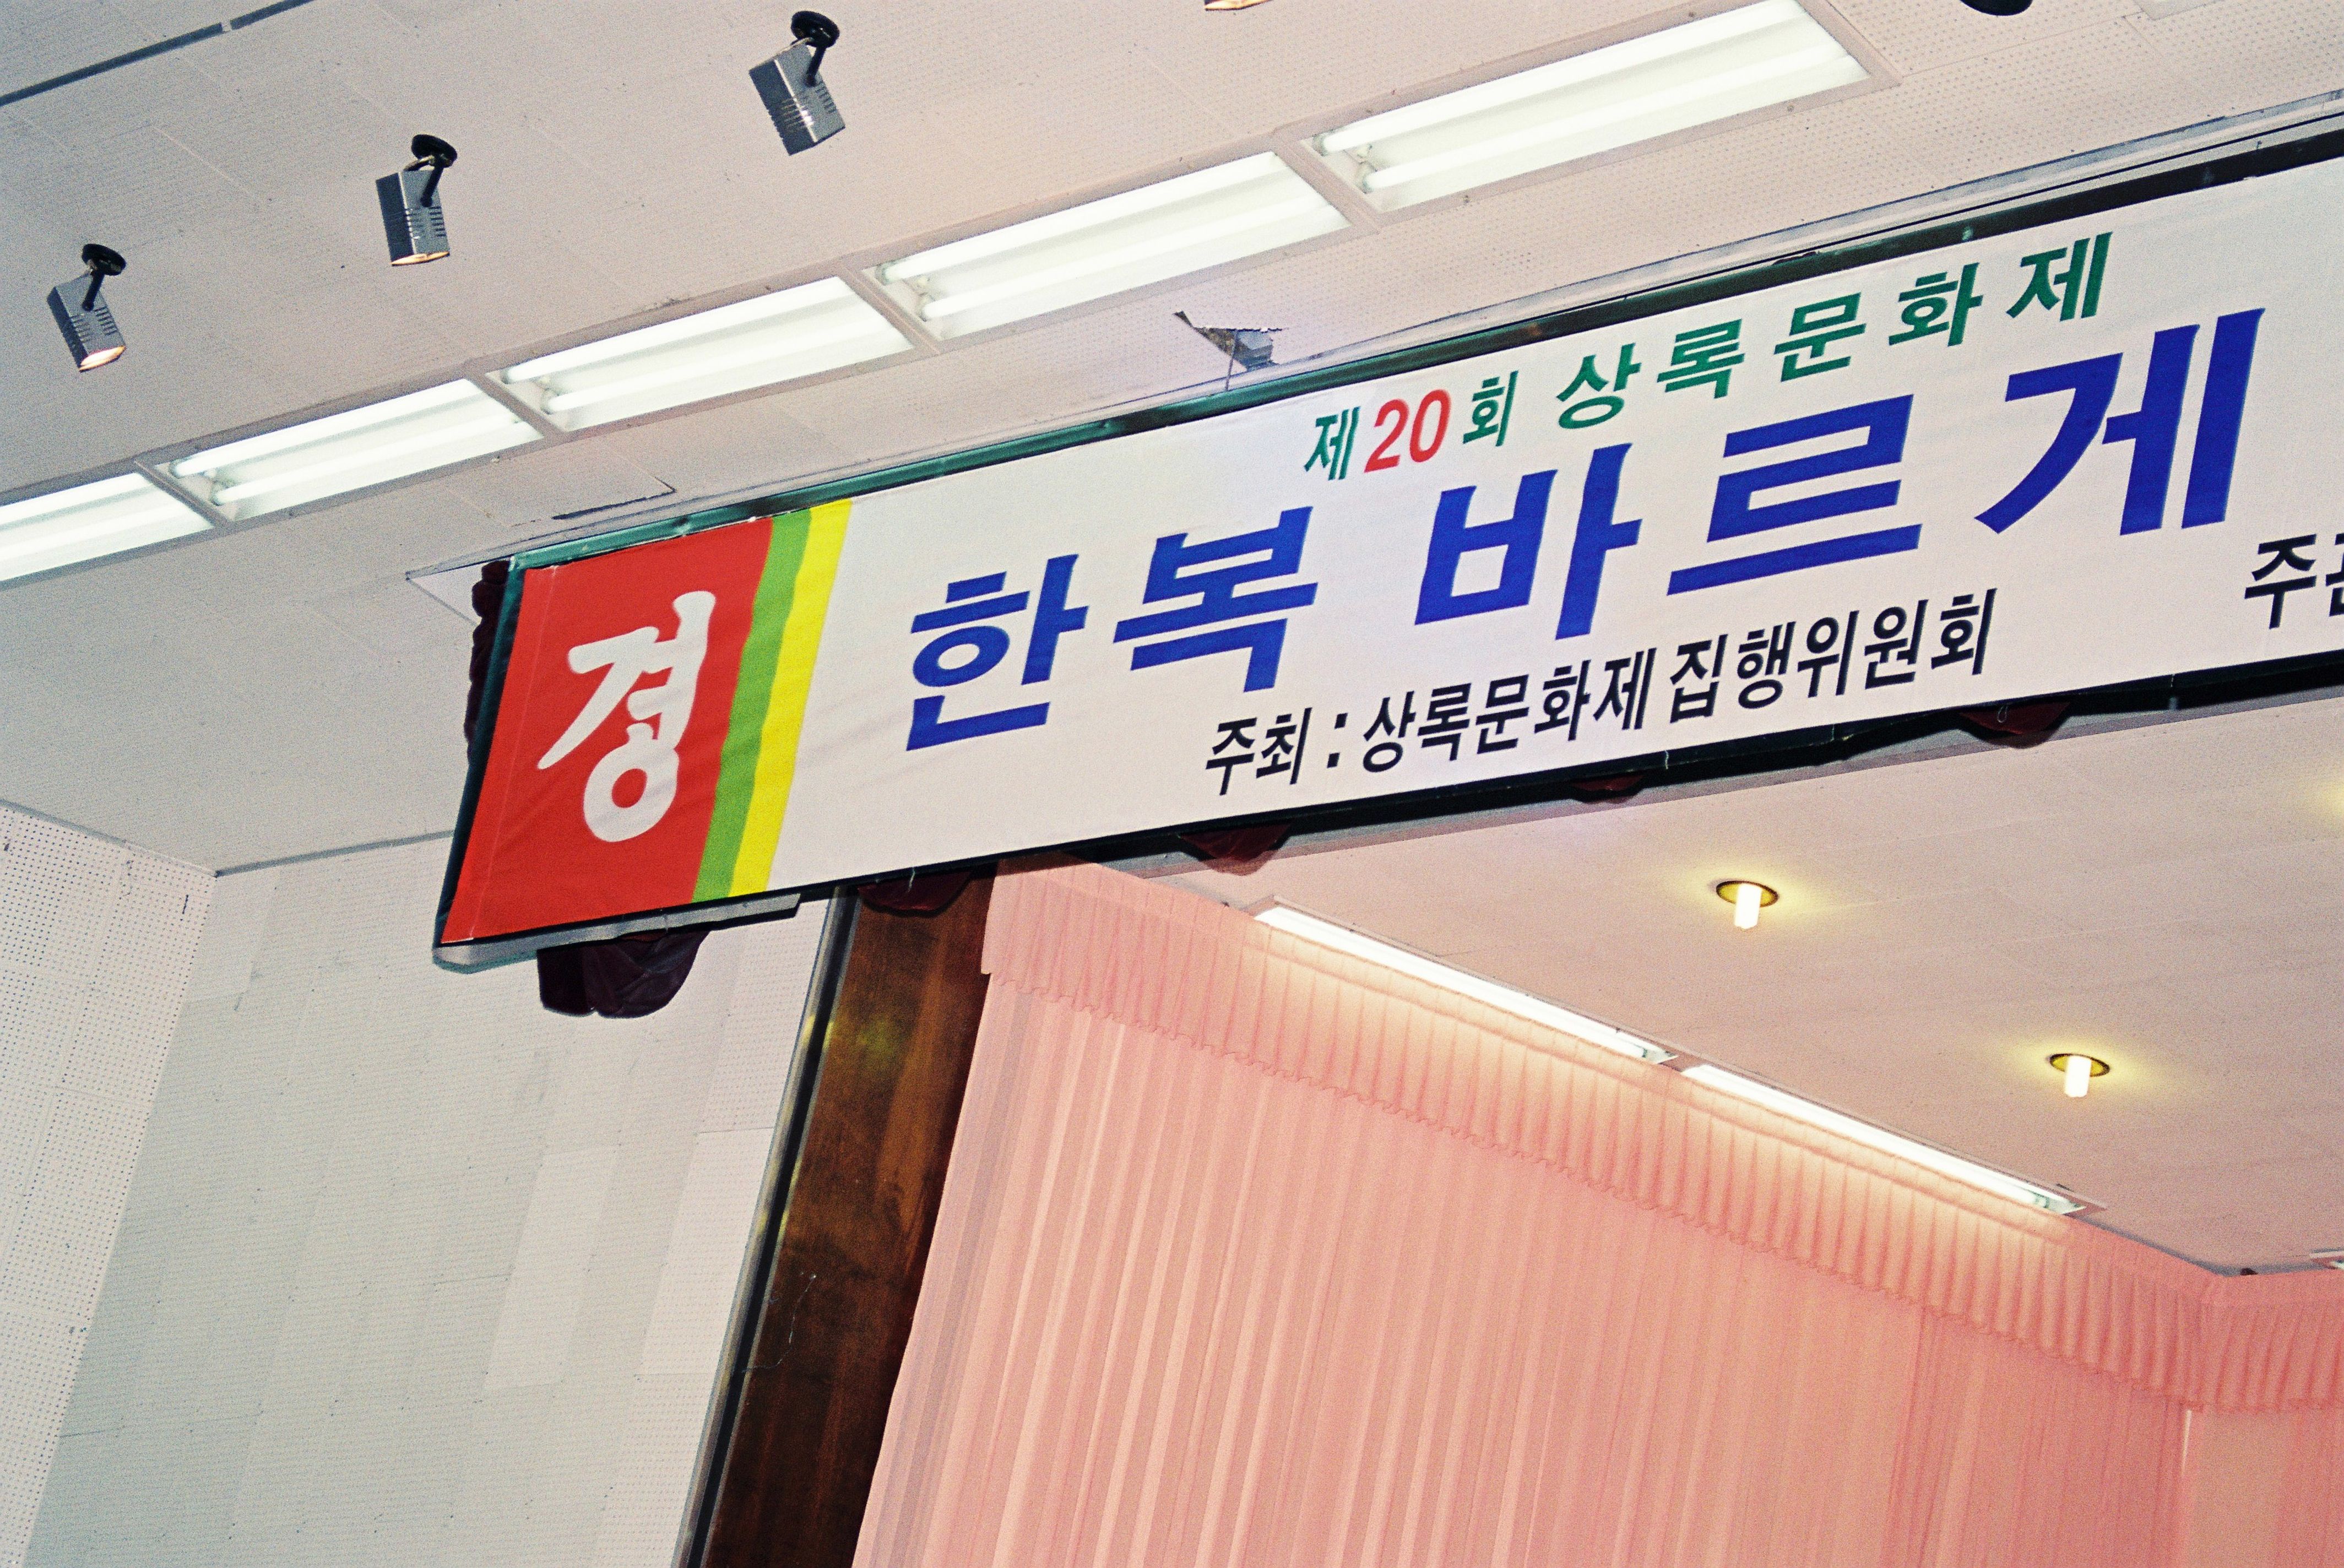 제20회 상록문화제
경
한복 바르게
주최 : 상록문화제 집행위원회